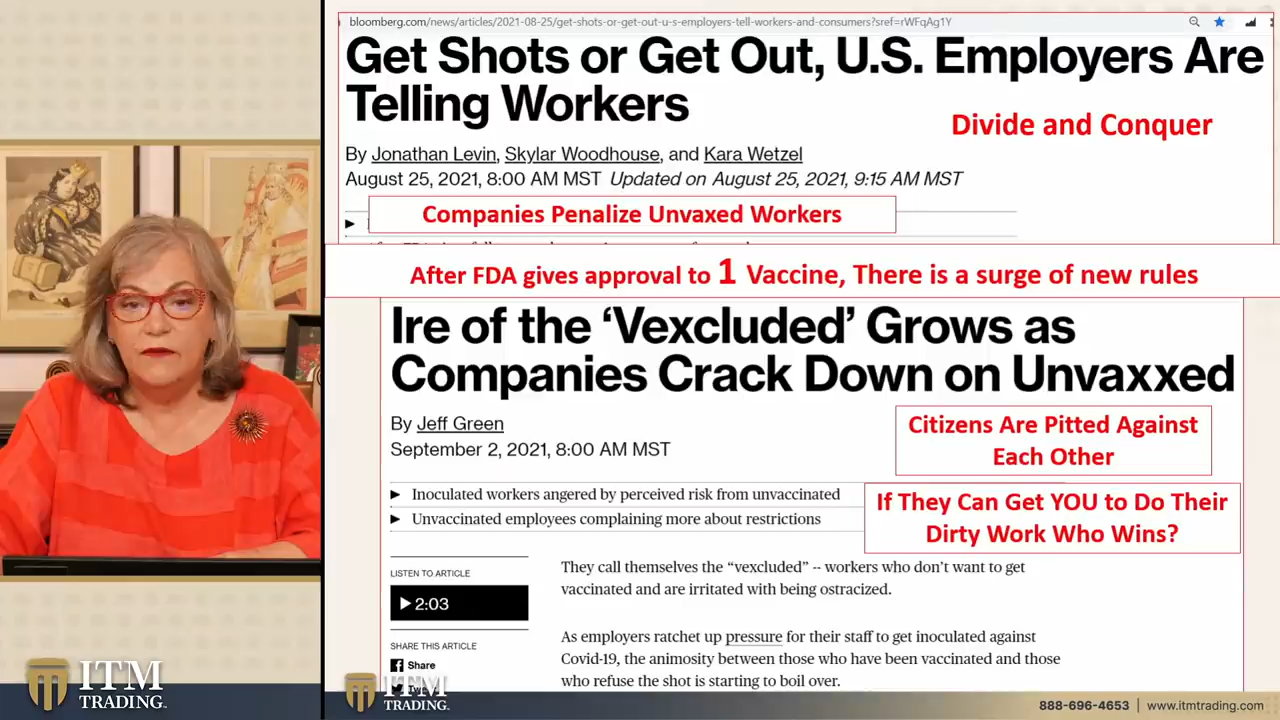 bloomberg.com/news/articles/2021-08-25/get-shots-or-get-out-u-s-employers-tell-workers-and-consumers?sref=rWFqAg1Y
Get Shots or Get Out, U.S. Employers Are
Telling Workers
Divide and Conquer
By Jonathan Levin, Skylar Woodhouse, and Kara Wetzel
August 25, 2021, 8:00 AM MST Updated on August 25, 2021, 9:15 AM MST
Companies Penalize Unvaxed Workers
After FDA gives approval to 1 Vaccine, There is a surge of new rules
Ire of the ‘Vexcluded’ Grows as
Companies Crack Down on Unvaxxed
By Jeff Green
September 2, 2021, 8:00 AM MST
Citizens Are Pitted Against
Each Other
Inoculated workers angered by perceived risk from unvaccinated
Unvaccinated employees complaining more about restrictions
If They Can Get YOU to Do Their
Dirty Work Who Wins?
LISTEN TO ARTICLE
2:03
SHARE THIS ARTICLE
Share
They call themselves the “vexcluded” -- workers who don’t want to get
vaccinated and are irritated with being ostracized.
As employers ratchet up pressure for their staff to get inoculated against
Covid-19, the animosity between those who have been vaccinated and those
who refuse the shot is starting to boil over.
ITM
TRADING
ITM
TRADING
888-696-4653 | www.itmtrading.com